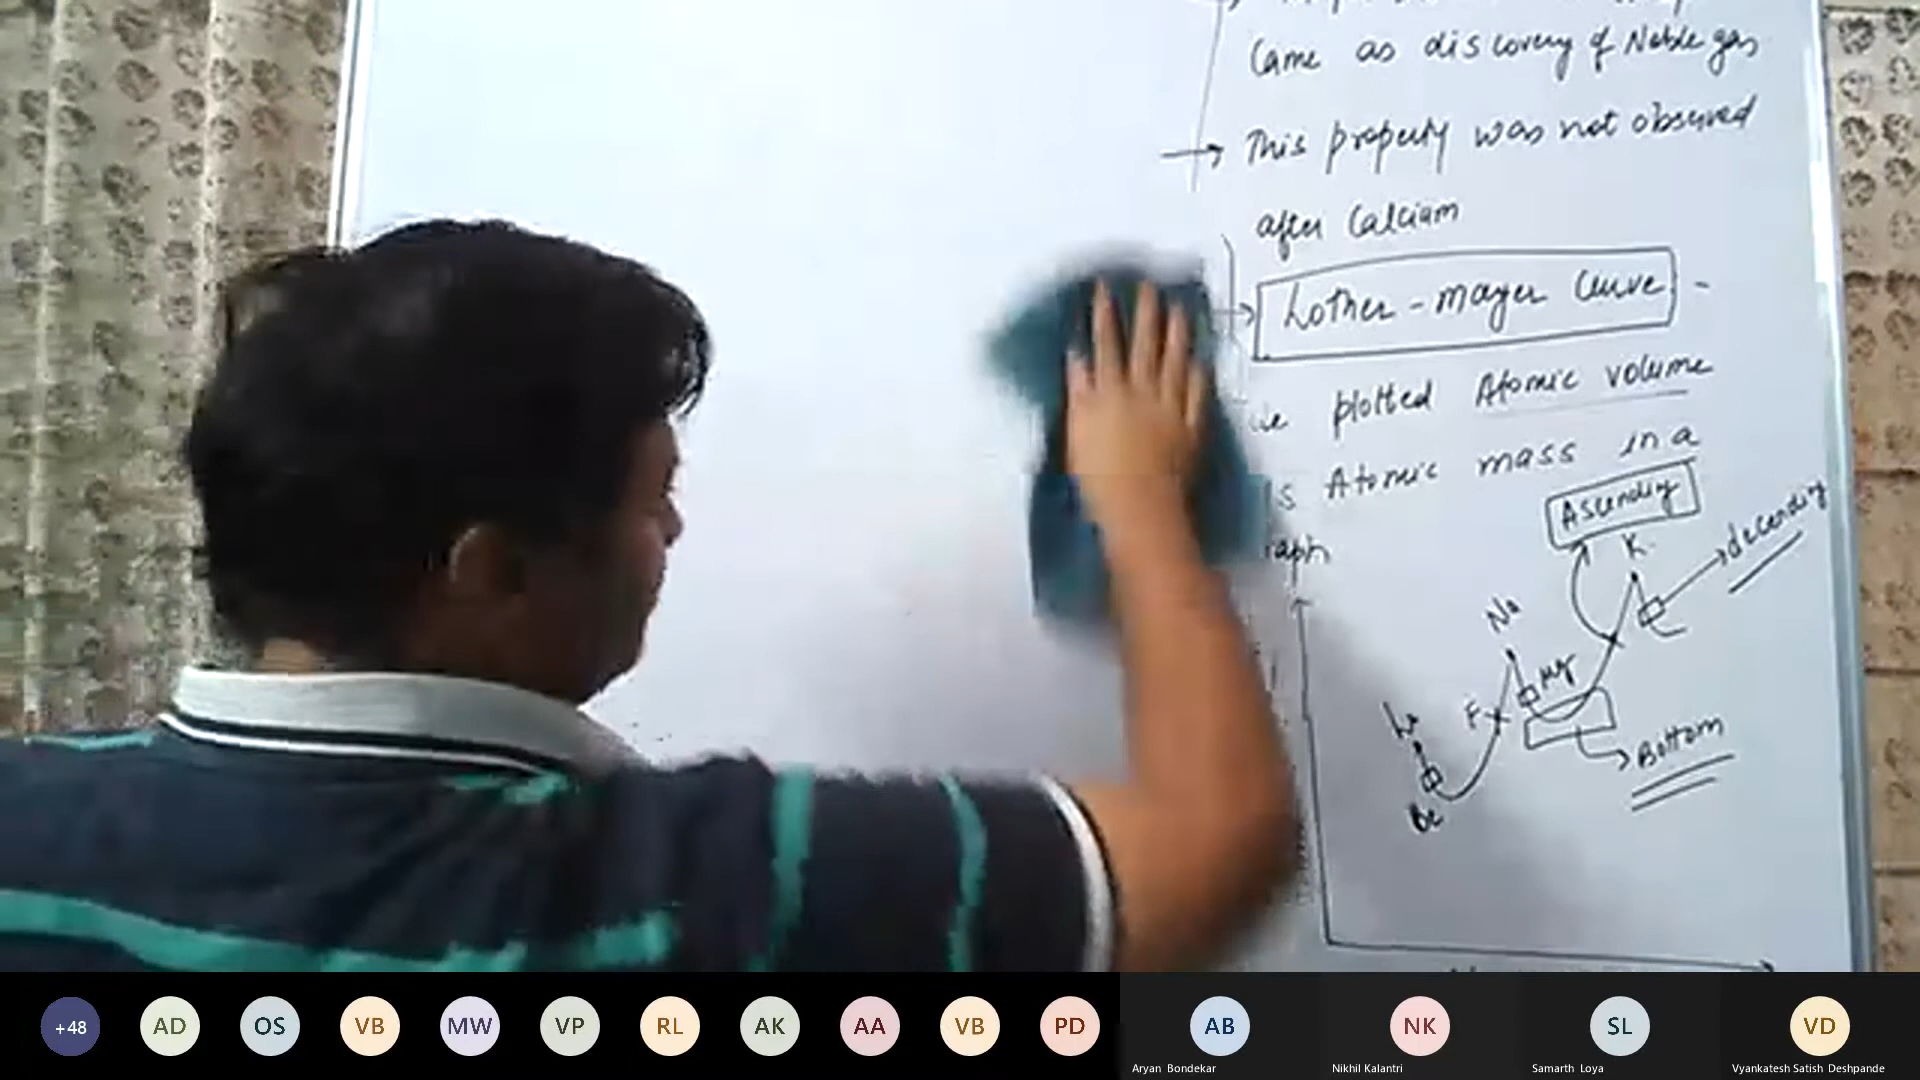 Came as discovery of Noble gas
→ This property was not observed
after Calcium
→ Lother - mayer Curve -
plotted Atomic volume
Atomic mass in a
Ascending
K
decending
Na
Mg
F
Li
Be
Bottom
+48
AD
OS
VB
MW
VP
RL
AK
AA
VB
PD
AB
NK
SL
VD
Aryan Bondekar
Nikhil Kalantri
Samarth Loya
Vyankatesh Satish Deshpande